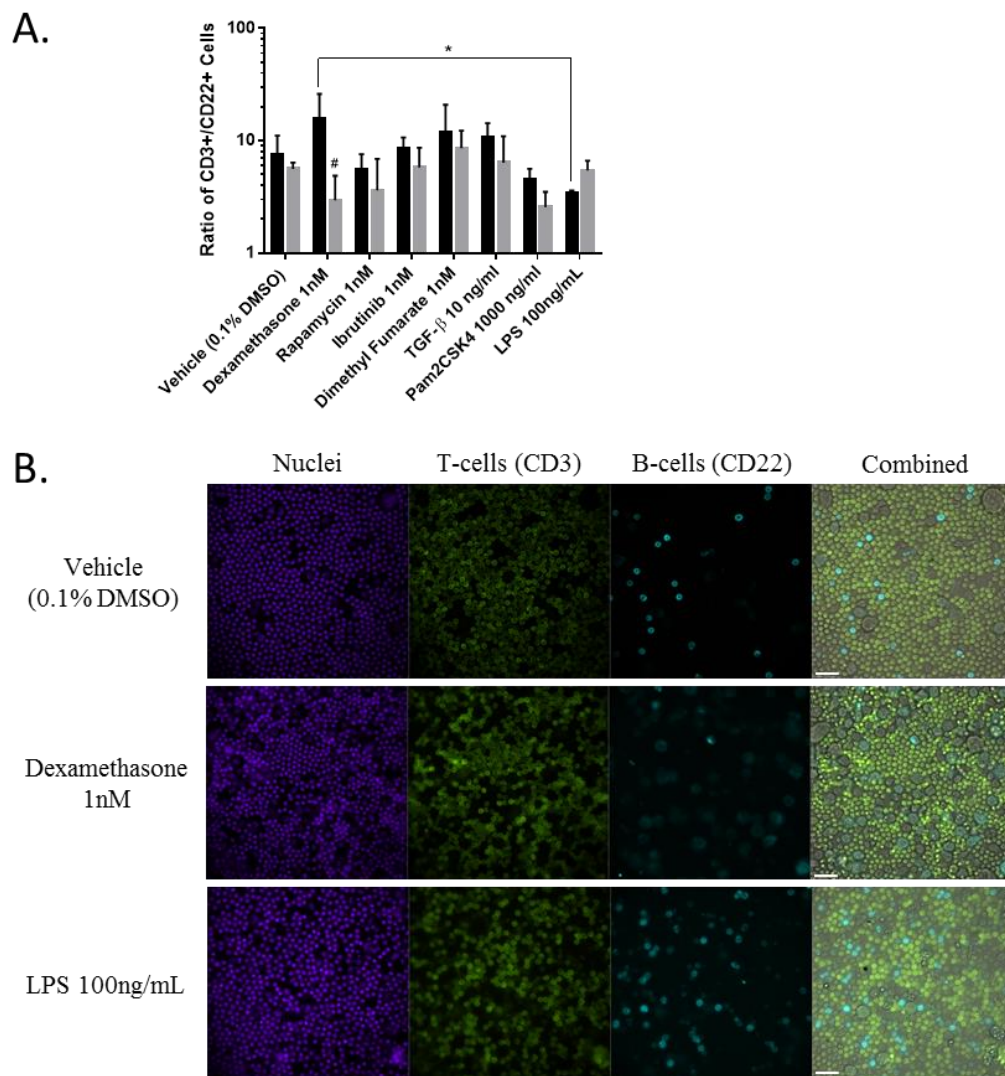 A.
100
10
1
Ratio of CD3+/CD22+ Cells
*
#
Vehicle (0.1% DMSO)
Dexamethasone 1nM
Rapamycin 1nM
Ibrutinib 1nM
Dimethyl Fumarate 1nM
TGF-β 10 ng/ml
Pam2CSK4 1000 ng/ml
LPS 100ng/mL
B.
Nuclei
T-cells (CD3)
B-cells (CD22)
Combined
Vehicle
(0.1% DMSO)
Dexamethasone
1nM
LPS 100ng/mL